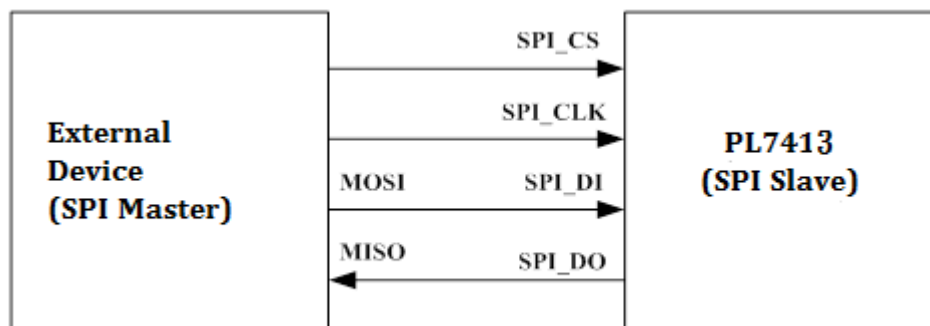 SPI_CS
SPI_CLK
External
Device
(SPI Master)
PL7413
(SPI Slave)
MOSI
SPI_DI
MISO
SPI_DO